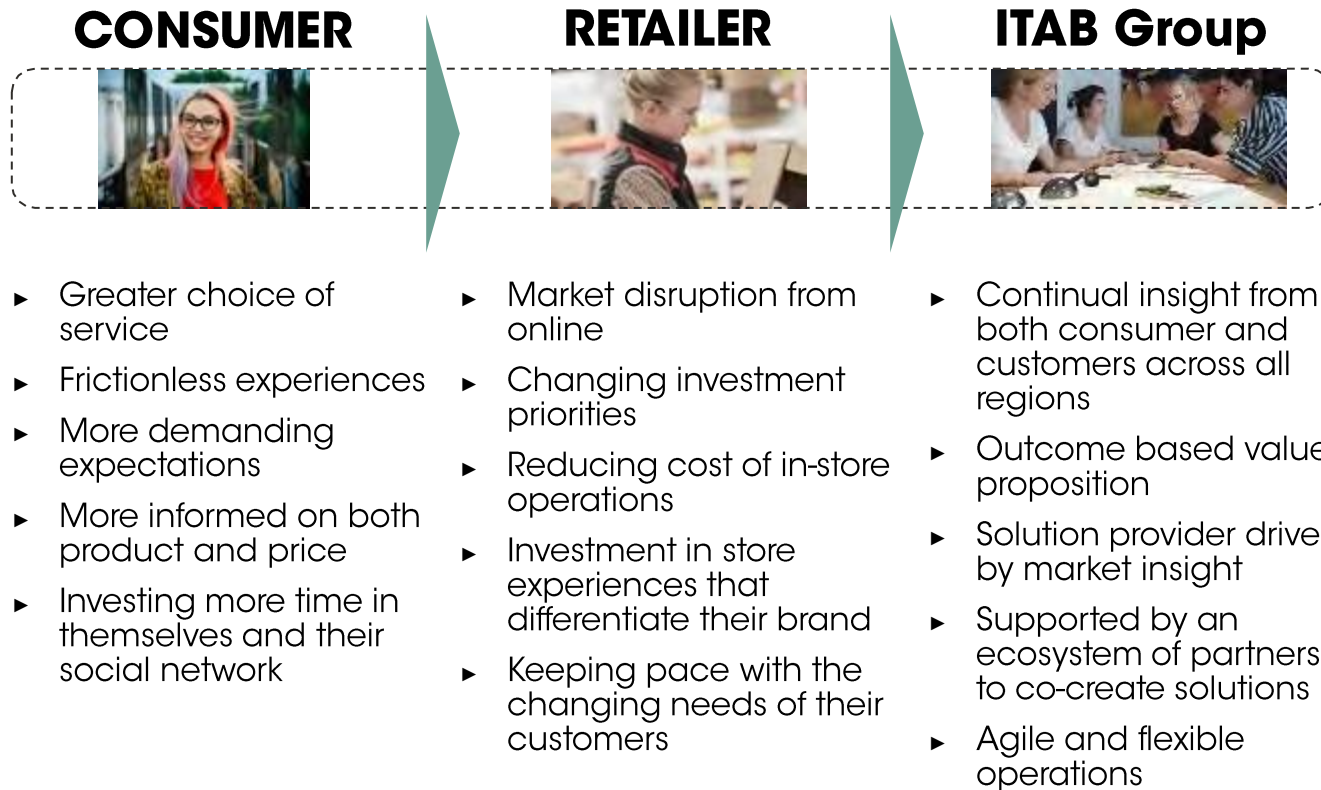 CONSUMER
RETAILER
ITAB Group
► Greater choice of
service
► Frictionless experiences
► More demanding
expectations
► More informed on both
product and price
► Investing more time in
themselves and their
social network
► Market disruption from
online
► Changing investment
priorities
► Reducing cost of in-store
operations
► Investment in store
experiences that
differentiate their brand
► Keeping pace with the
changing needs of their
customers
► Continual insight from
both consumer and
customers across all
regions
► Outcome based value
proposition
► Solution provider drive
by market insight
► Supported by an
ecosystem of partners
to co-create solutions
► Agile and flexible
operations